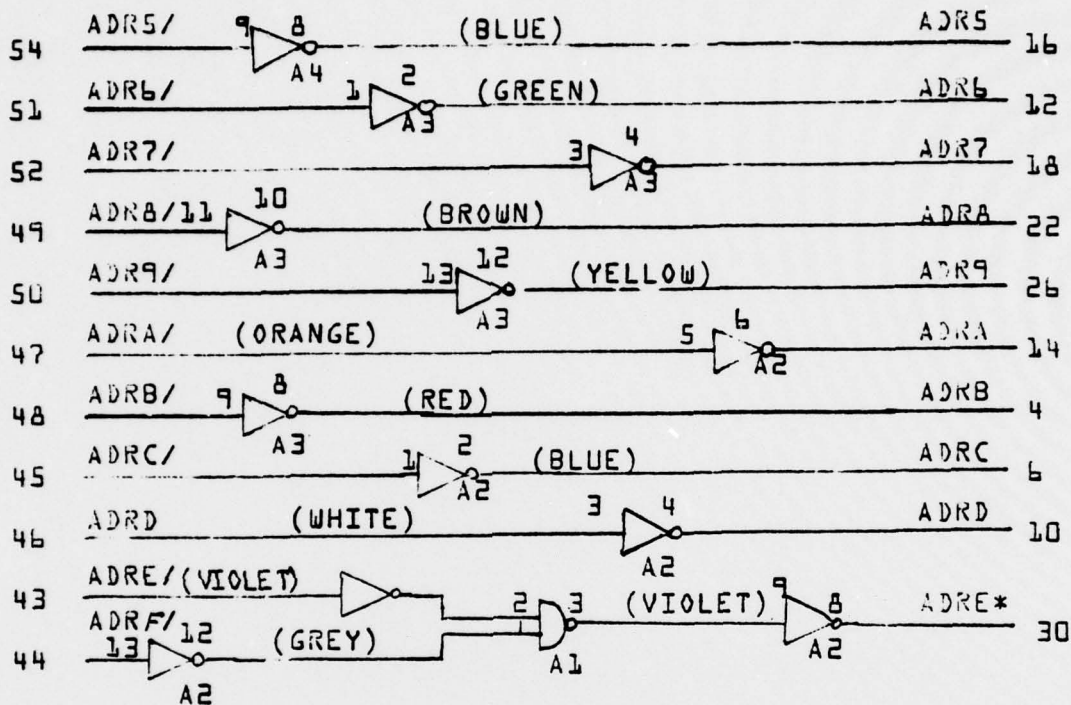 54 ADR5/ 9 8 A4 (BLUE) ADR5 16
51 ADR6/ 1 2 A3 (GREEN) ADR6 12
52 ADR7/ 3 4 A3 ADR7 18
49 ADR8/11 10 A3 (BROWN) ADR8 22
50 ADR9/ 13 12 A3 (YELLOW) ADR9 26
47 ADRA/ (ORANGE) 5 6 A2 ADRA 14
48 ADRB/ 9 8 A3 (RED) ADRB 4
45 ADRC/ 1 2 A2 (BLUE) ADRC 6
46 ADRD (WHITE) 3 4 A2 ADRD 10
43 ADRE/(VIOLET) 2 1 3 A1 (VIOLET) 9 8 A2 ADRE* 30
44 ADRF/ 13 12 A2 (GREY)